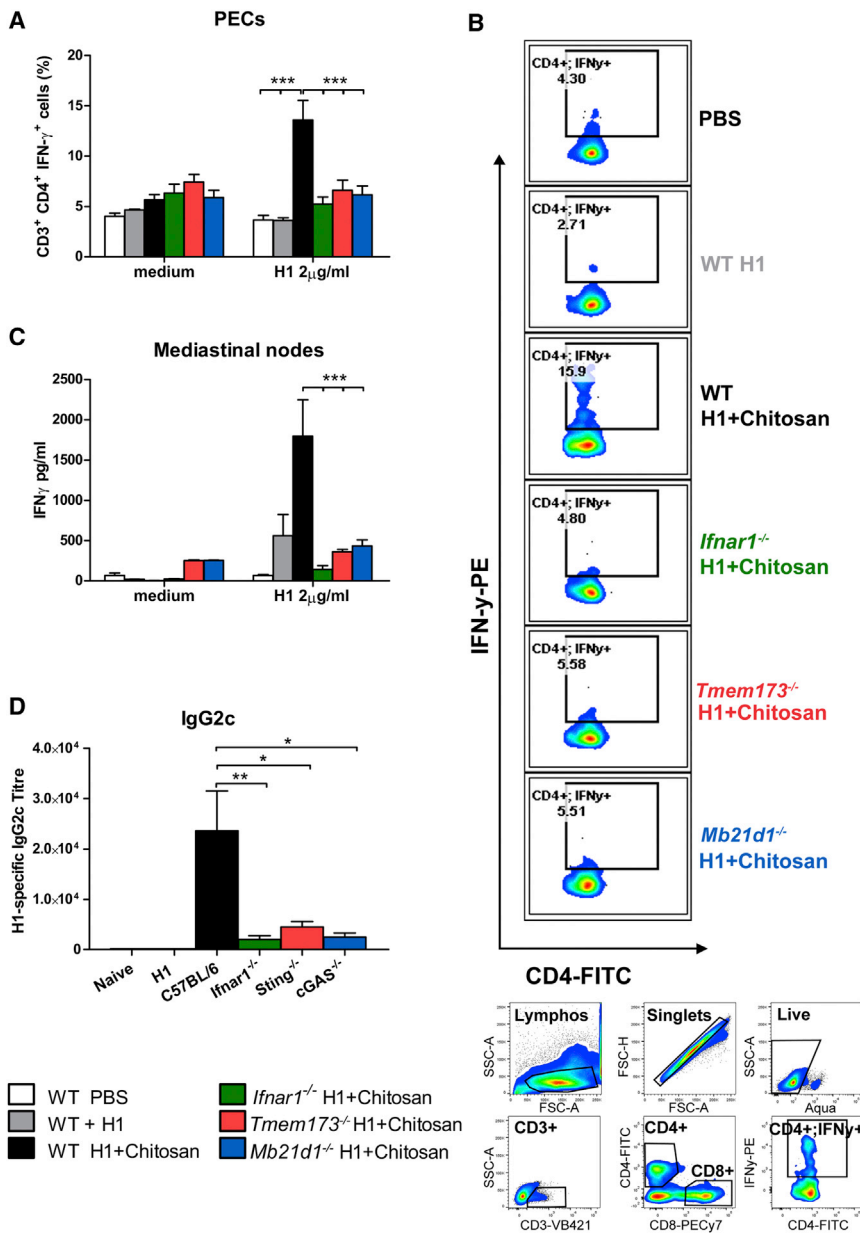 A
PECs
CD3+ CD4+ IFN-γ+ cells (%)
20
15
10
5
0
***
***
medium
H1 2μg/ml
C
Mediastinal nodes
IFNγ pg/ml
2500
2000
1500
1000
500
0
***
medium
H1 2μg/ml
D
IgG2c
H1-specific IgG2c Titre
4.0×10⁴
3.0×10⁴
2.0×10⁴
1.0×10⁴
0
*
*
**
Naive
H1
C57BL/6
Ifnar1-/-
Sting-/-
cGAS-/-
WT PBS
WT + H1
WT H1+Chitosan
Ifnar1-/- H1+Chitosan
Tmem173-/- H1+Chitosan
Mb21d1-/- H1+Chitosan
B
IFN-y-PE
CD4+; IFNy+
4.30
PBS
CD4+; IFNy+
2.71
WT H1
CD4+; IFNy+
15.9
WT
H1+Chitosan
CD4+; IFNy+
4.80
Ifnar1-/-
H1+Chitosan
CD4+; IFNy+
5.58
Tmem173-/-
H1+Chitosan
CD4+; IFNy+
5.51
Mb21d1-/-
H1+Chitosan
CD4-FITC
Lymphos
SSC-A
FSC-A
Singlets
FSC-H
FSC-A
Live
SSC-A
Aqua
CD3+
SSC-A
CD3-VB421
CD4+
CD8+
CD4-FITC
CD8-PECy7
CD4+;IFNy+
IFNy-PE
CD4-FITC